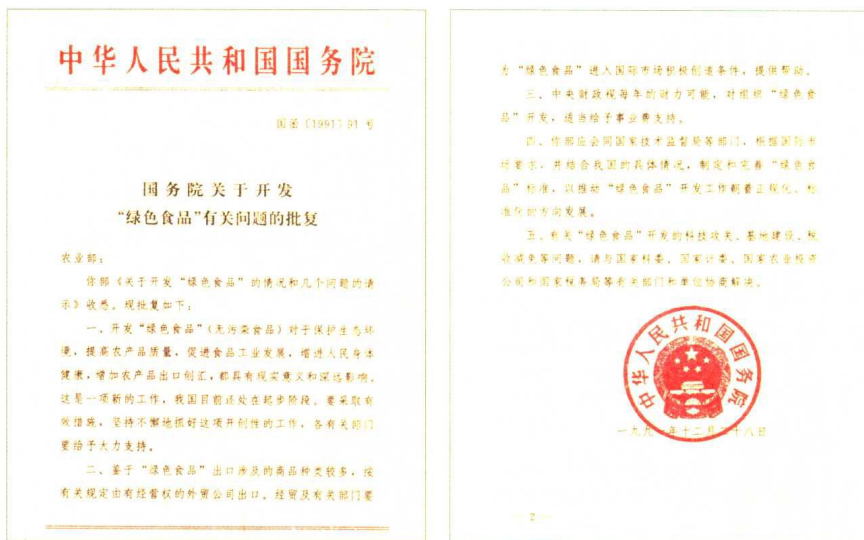 中华人民共和国国务院
国函〔1991〕91 号
国务院关于开发
“绿色食品”有关问题的批复
农业部：
你部《关于开发“绿色食品”的情况和几个问题的请
示》收悉。现批复如下：
一、开发“绿色食品”（无污染食品）对于保护生态环
境，提高农产品质量，促进食品工业发展，增进人民身体
健康，增加农产品出口创汇，都具有现实意义和深远影响。
这是一项新的工作，我国目前还处在起步阶段，要采取有
效措施，坚持不懈地抓好这项开创性的工作，各有关部门
要给予大力支持。
二、鉴于“绿色食品”出口涉及的商品种类较多，按
有关规定由有经营权的外贸公司出口。经贸及有关部门要
为“绿色食品”进入国际市场积极创造条件，提供帮助。
三、中央财政视每年的财力可能，对组织“绿色食
品”开发，适当给予事业费支持。
四、你部应会同国家技术监督局等部门，根据国际市
场要求，并结合我国的具体情况，制定和完善“绿色食
品”标准，以推动“绿色食品”开发工作朝着正规化、标
准化的方向发展。
五、有关“绿色食品”开发的科技攻关、基地建设、税
收减免等问题，请与国家科委、国家计委、国家农业投资
公司和国家税务局等有关部门和单位协商解决。
中华人民共和国国务院
一九九一年十二月二十八日
— 2 —